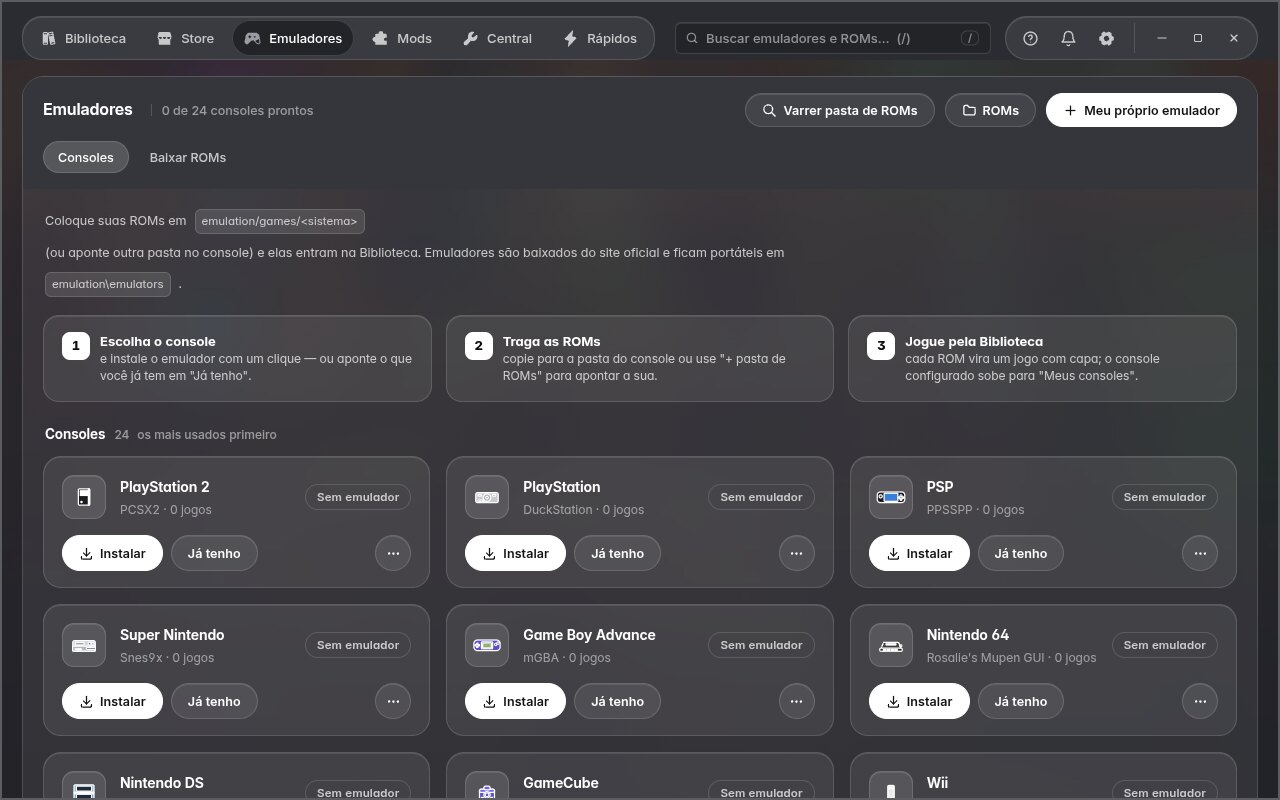 Biblioteca
Store
Emuladores
Mods
Central
Rápidos
Buscar emuladores e ROMs... (/)
/
Emuladores
0 de 24 consoles prontos
Varrer pasta de ROMs
ROMs
Meu próprio emulador
Consoles
Baixar ROMs
Coloque suas ROMs em emulation/games/<sistema>
(ou aponte outra pasta no console) e elas entram na Biblioteca. Emuladores são baixados do site oficial e ficam portáteis em
emulation\emulators .
1
Escolha o console
e instale o emulador com um clique — ou aponte o que
você já tem em "Já tenho".
2
Traga as ROMs
copie para a pasta do console ou use "+ pasta de
ROMs" para apontar a sua.
3
Jogue pela Biblioteca
cada ROM vira um jogo com capa; o console
configurado sobe para "Meus consoles".
Consoles 24 os mais usados primeiro
PlayStation 2
PCSX2 · 0 jogos
Sem emulador
Instalar
Já tenho
PlayStation
DuckStation · 0 jogos
Sem emulador
Instalar
Já tenho
PSP
PPSSPP · 0 jogos
Sem emulador
Instalar
Já tenho
Super Nintendo
Snes9x · 0 jogos
Sem emulador
Instalar
Já tenho
Game Boy Advance
mGBA · 0 jogos
Sem emulador
Instalar
Já tenho
Nintendo 64
Rosalie's Mupen GUI · 0 jogos
Sem emulador
Instalar
Já tenho
Nintendo DS
Sem emulador
GameCube
Sem emulador
Wii
Sem emulador